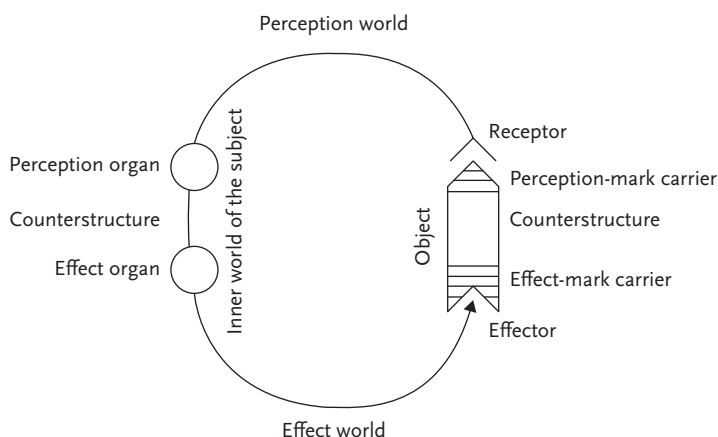 Perception world
Receptor
Perception organ
Inner world of the subject
Perception-mark carrier
Counterstructure
Object
Counterstructure
Effect organ
Effect-mark carrier
Effector
Effect world